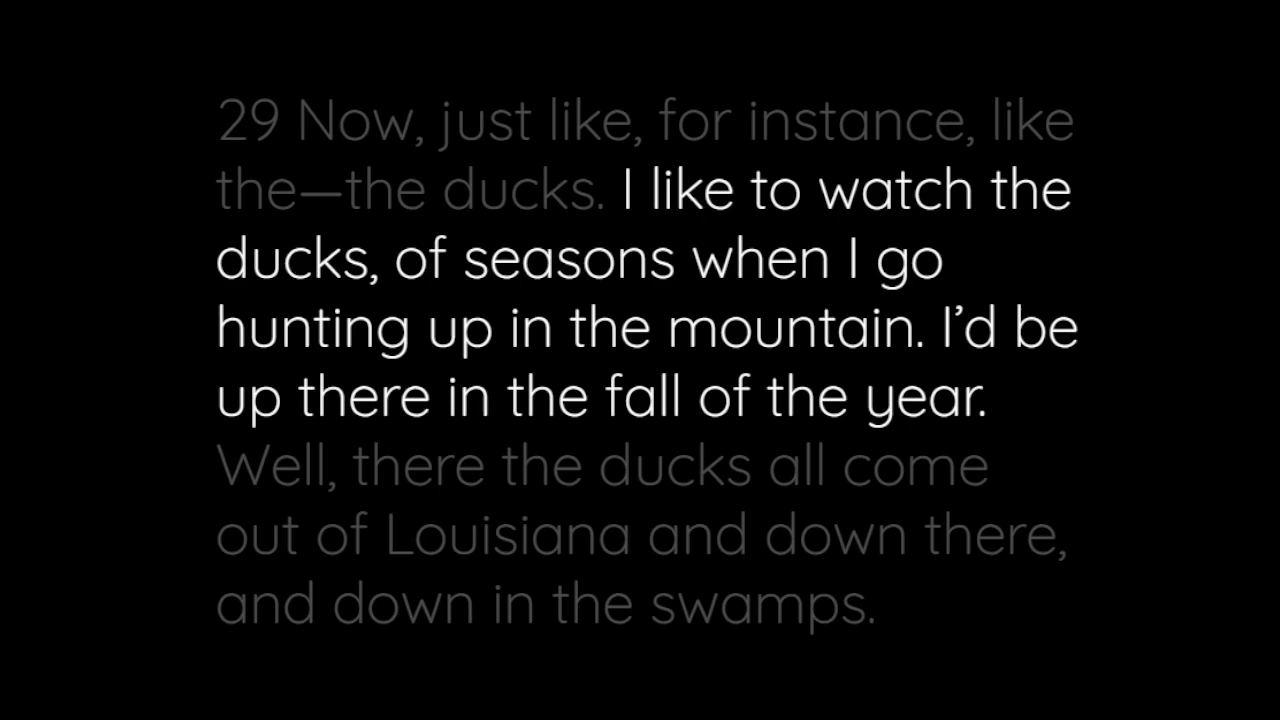 29 Now, just like, for instance, like
the—the ducks. I like to watch the
ducks, of seasons when I go
hunting up in the mountain. I’d be
up there in the fall of the year.
Well, there the ducks all come
out of Louisiana and down there,
and down in the swamps.